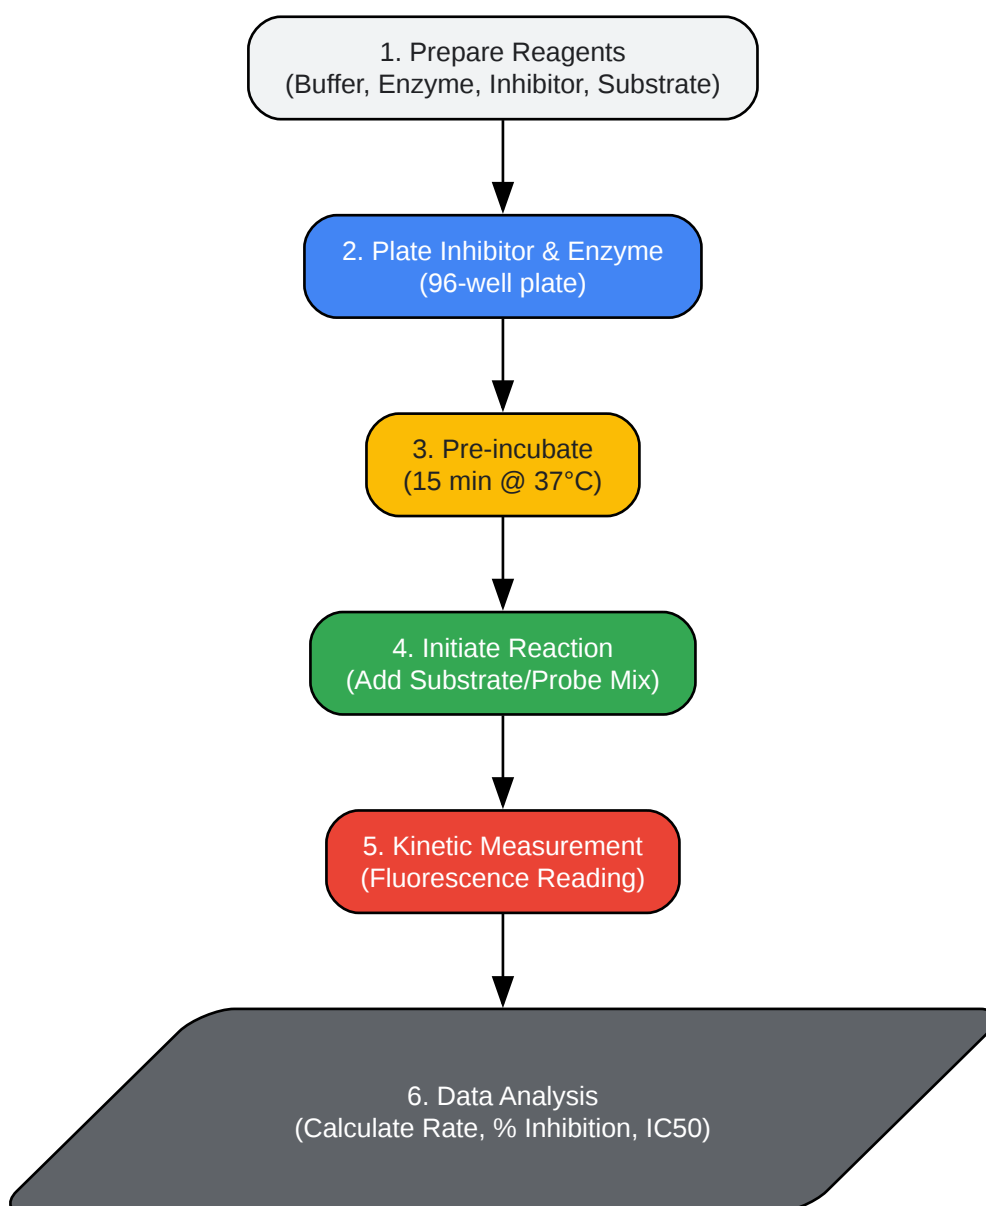 1. Prepare Reagents
(Buffer, Enzyme, Inhibitor, Substrate)
2. Plate Inhibitor & Enzyme
(96-well plate)
3. Pre-incubate
(15 min @ 37°C)
4. Initiate Reaction
(Add Substrate/Probe Mix)
5. Kinetic Measurement
(Fluorescence Reading)
6. Data Analysis
(Calculate Rate, % Inhibition, IC50)